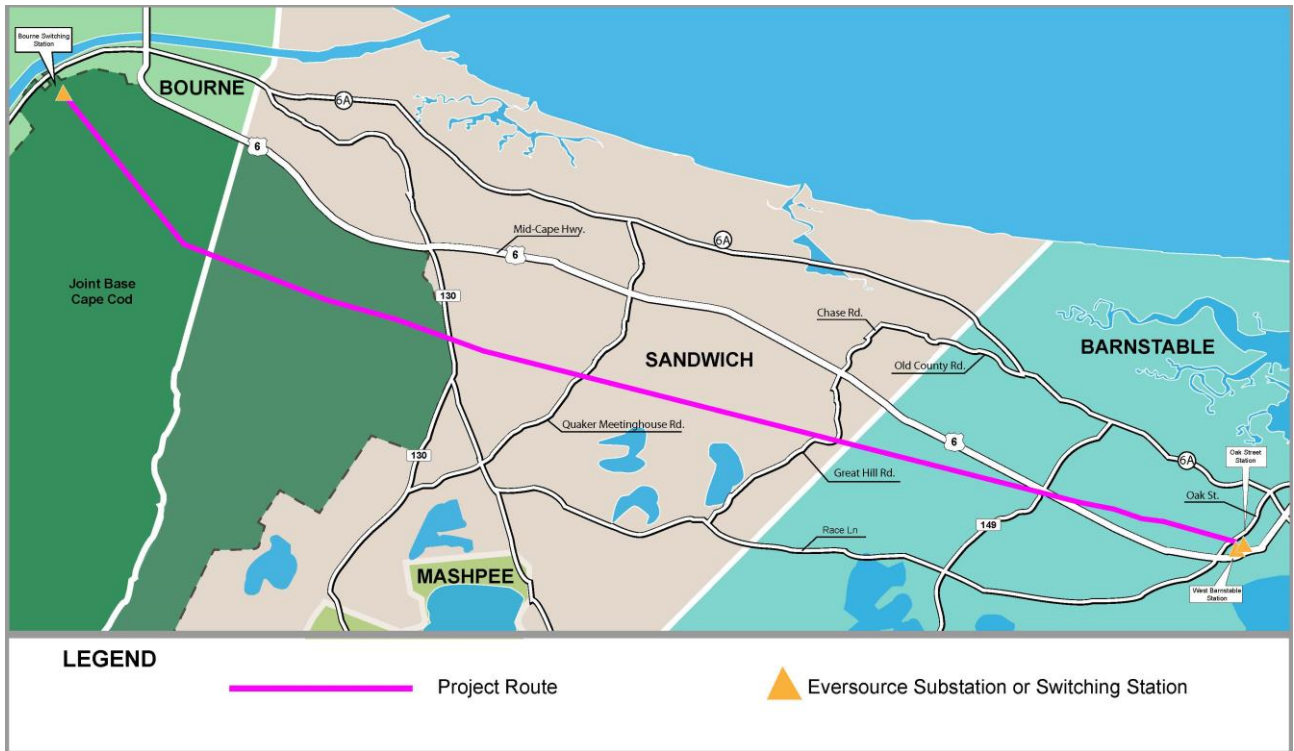 Bourne Switching
Station
BOURNE
6A
6
Mid-Cape Hwy.
6
6A
Joint Base
Cape Cod
130
Chase Rd.
SANDWICH
Old County Rd.
BARNSTABLE
Quaker Meetinghouse Rd.
130
Great Hill Rd.
6
6A
Oak Street
Station
Oak St.
149
Race Ln
MASHPEE
West Barnstable
Station
LEGEND
Project Route
Eversource Substation or Switching Station